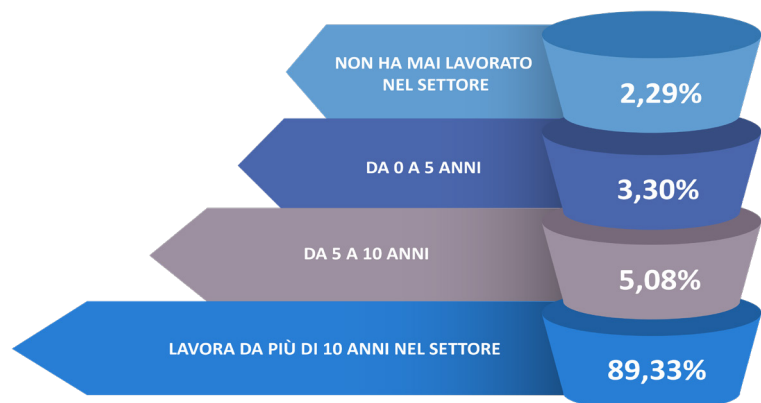 NON HA MAI LAVORATO
NEL SETTORE
2,29%
DA 0 A 5 ANNI
3,30%
DA 5 A 10 ANNI
5,08%
LAVORA DA PIÙ DI 10 ANNI NEL SETTORE
89,33%